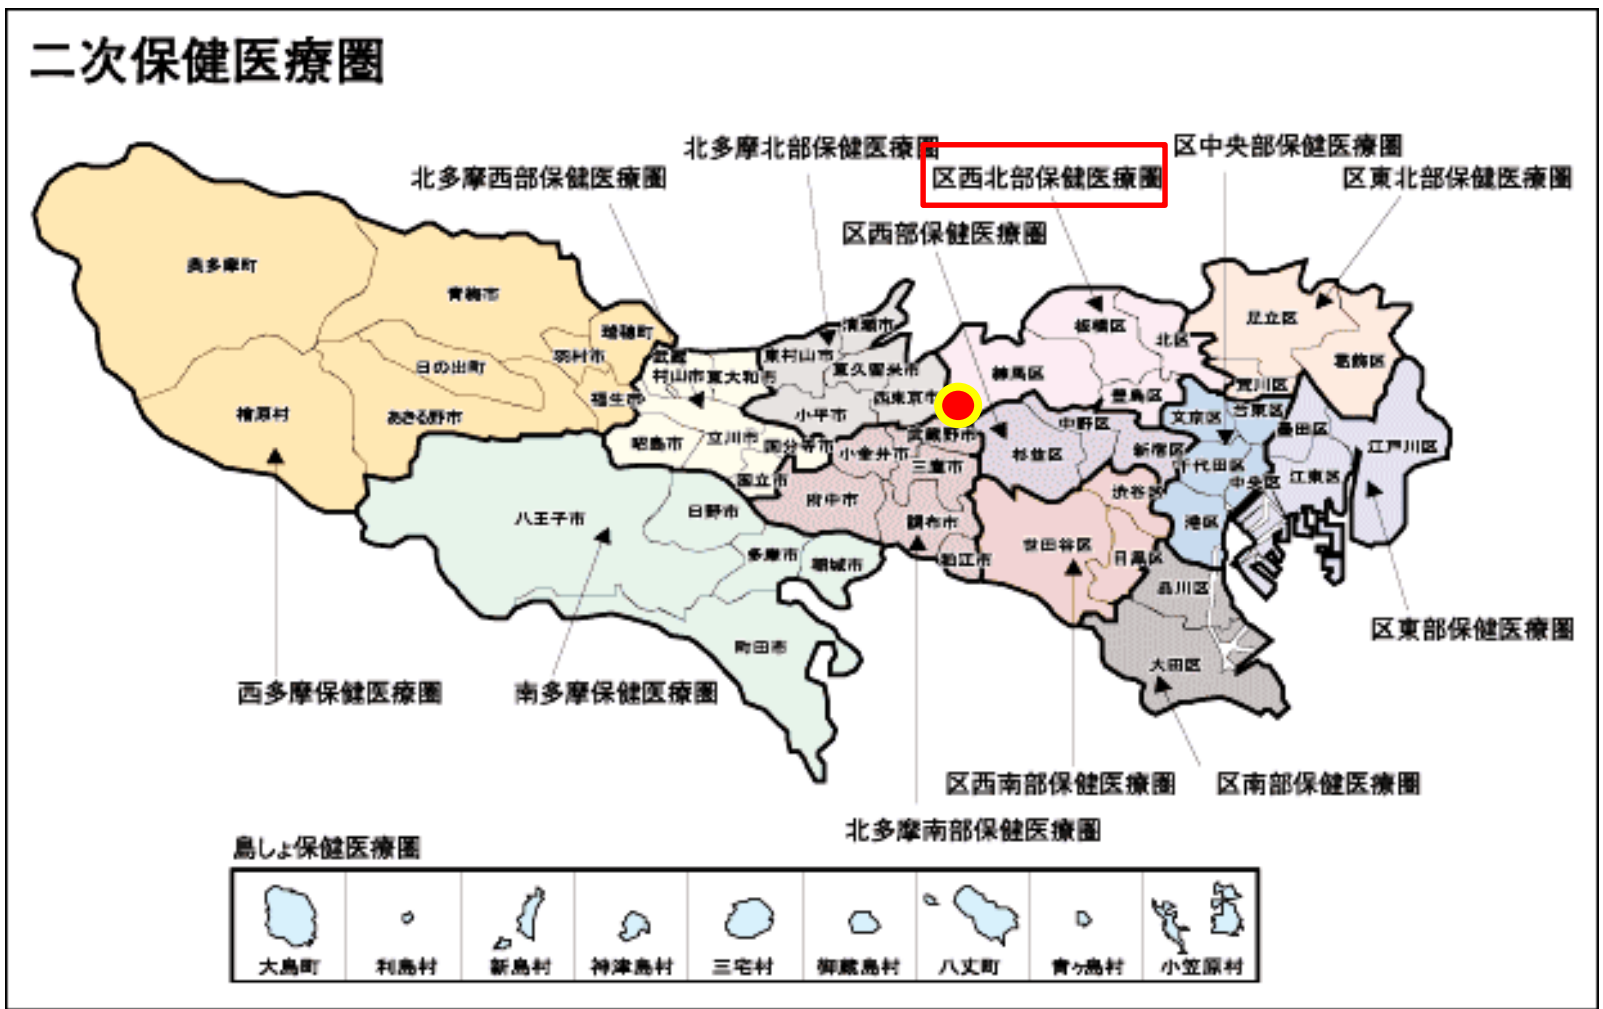 二次保健医療圏
北多摩北部保健医療圏
区中央部保健医療圏
北多摩西部保健医療圏
区西北部保健医療圏
区東北部保健医療圏
区西部保健医療圏
奥多摩町
青梅市
瑞穂町
羽村市
日の出町
福生市
檜原村
あきる野市
武蔵
村山市
東大和市
東村山市
清瀬市
東久留米市
西東京市
小平市
昭島市
立川市
国分寺市
国立市
小金井市
武蔵野市
三鷹市
府中市
調布市
狛江市
八王子市
日野市
多摩市
稲城市
町田市
板橋区
北区
練馬区
豊島区
足立区
葛飾区
荒川区
文京区
台東区
墨田区
江戸川区
中野区
杉並区
新宿区
千代田区
中央区
江東区
渋谷区
港区
世田谷区
目黒区
品川区
大田区
区東部保健医療圏
西多摩保健医療圏
南多摩保健医療圏
区西南部保健医療圏
区南部保健医療圏
北多摩南部保健医療圏
島しょ保健医療圏
大島町
利島村
新島村
神津島村
三宅村
御蔵島村
八丈町
青ヶ島村
小笠原村